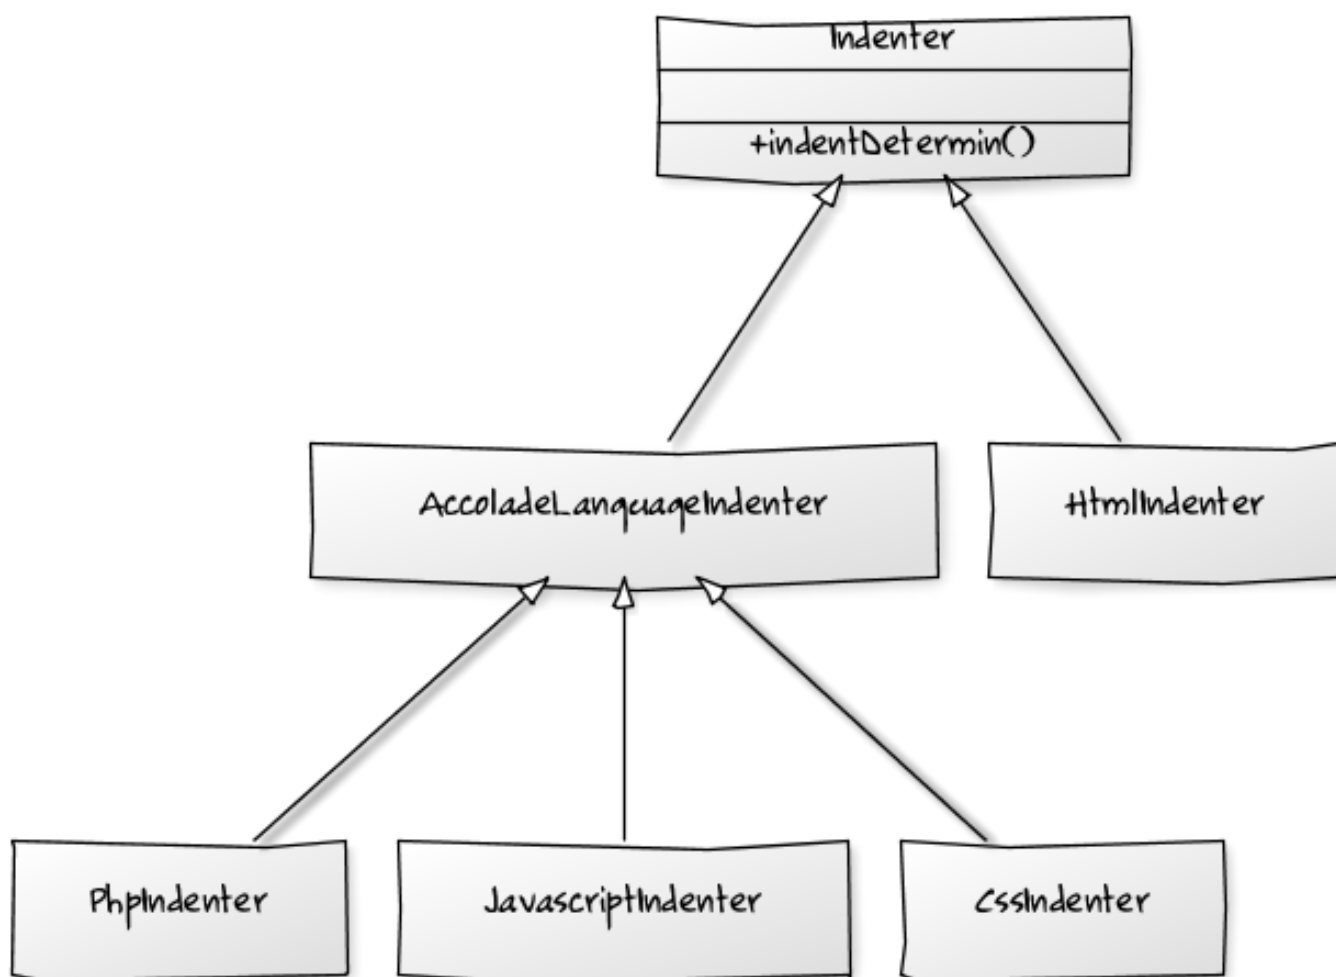 Indenter
+indentDetermin()
AccoladeLanguageIndenter
HtmlIndenter
PhpIndenter
JavascriptIndenter
CssIndenter